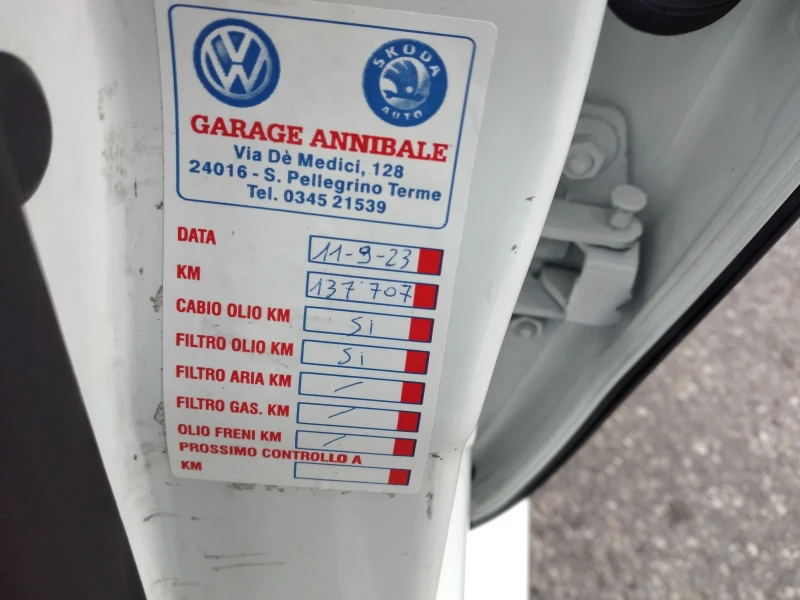 VW
SKODA
AUTO
GARAGE ANNIBALE
Via Dè Medici, 128
24016 - S. Pellegrino Terme
Tel. 0345 21539
DATA 11-9-23
KM 137'707
CABIO OLIO KM Si
FILTRO OLIO KM Si
FILTRO ARIA KM /
FILTRO GAS. KM /
OLIO FRENI KM /
PROSSIMO CONTROLLO A
KM